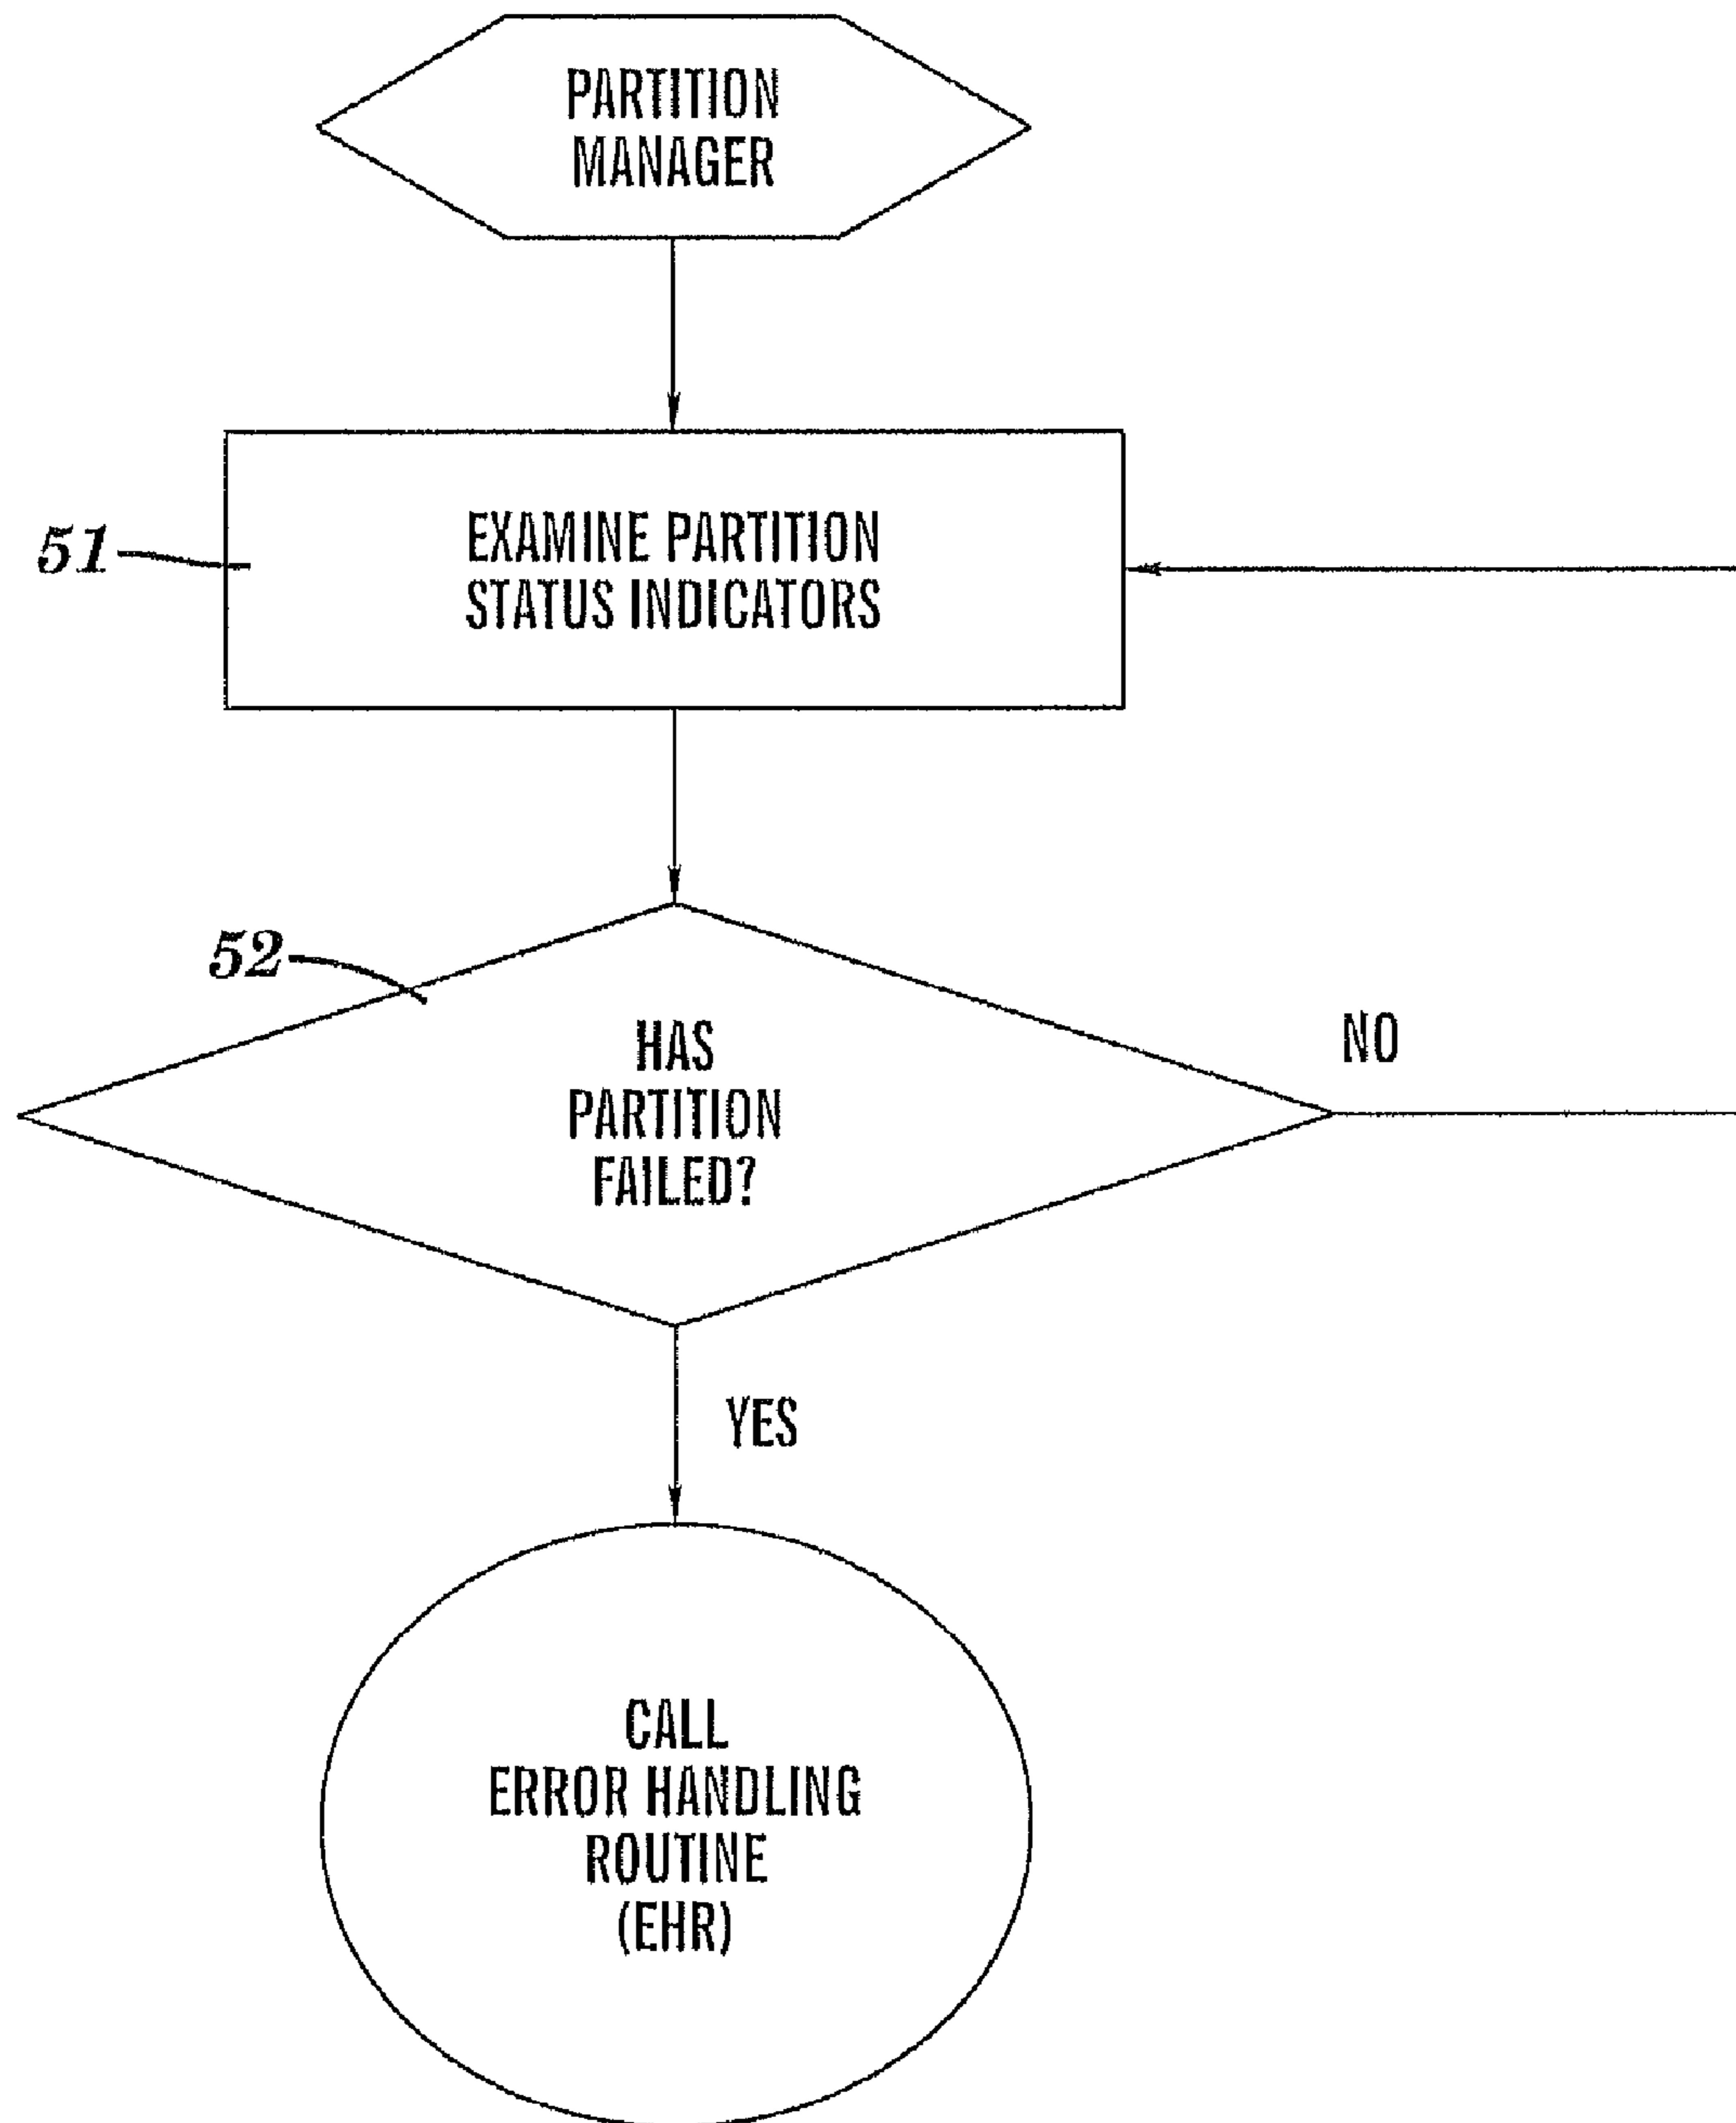 PARTITION
MANAGER
51
EXAMINE PARTITION
STATUS INDICATORS
52
HAS
PARTITION
FAILED?
NO
YES
CALL
ERROR HANDLING
ROUTINE
(EHR)